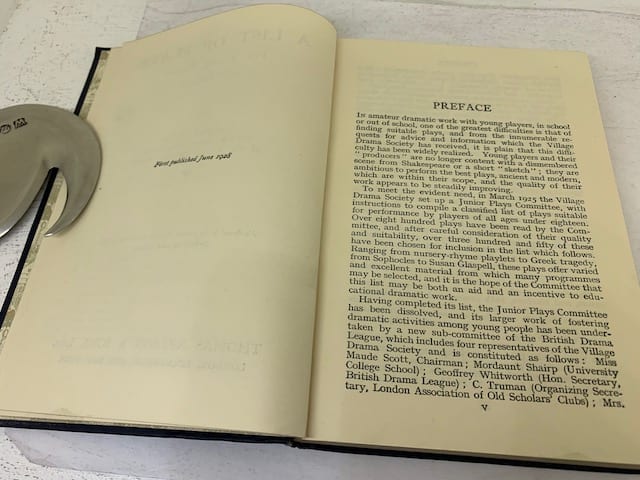 First published June 1928
PREFACE
In amateur dramatic work with young players, in school
or out of school, one of the greatest difficulties is that of
finding suitable plays, and from the innumerable re-
quests for advice and information which the Village
Drama Society has received, it is plain that this diffi-
culty has been widely realized. Young players and their
" producers " are no longer content with a dismembered
scene from Shakespeare or a short " sketch " ; they are
ambitious to perform the best plays, ancient and modern,
which are within their scope, and the quality of their
work appears to be steadily improving.
To meet the evident need, in March 1925 the Village
Drama Society set up a Junior Plays Committee, with
instructions to compile a classified list of plays suitable
for performance by players of all ages under eighteen.
Over eight hundred plays have been read by the Com-
mittee, and after careful consideration of their quality
and suitability, over three hundred and fifty of these
have been chosen for inclusion in the list which follows.
Ranging from nursery-rhyme playlets to Greek tragedy,
from Sophocles to Susan Glaspell, these plays offer varied
and excellent material from which many programmes
may be selected, and it is the hope of the Committee that
this list may be both an aid and an incentive to edu-
cational dramatic work.
Having completed its list, the Junior Plays Committee
has been dissolved, and its larger work of fostering
dramatic activities among young people has been under-
taken by a new sub-committee of the British Drama
League, which includes four representatives of the Village
Drama Society and is constituted as follows : Miss
Maude Scott, Chairman ; Mordaunt Shairp (University
College School) ; Geoffrey Whitworth (Hon. Secretary,
British Drama League) ; C. Truman (Organizing Secre-
tary, London Association of Old Scholars' Clubs) ; Mrs.
v